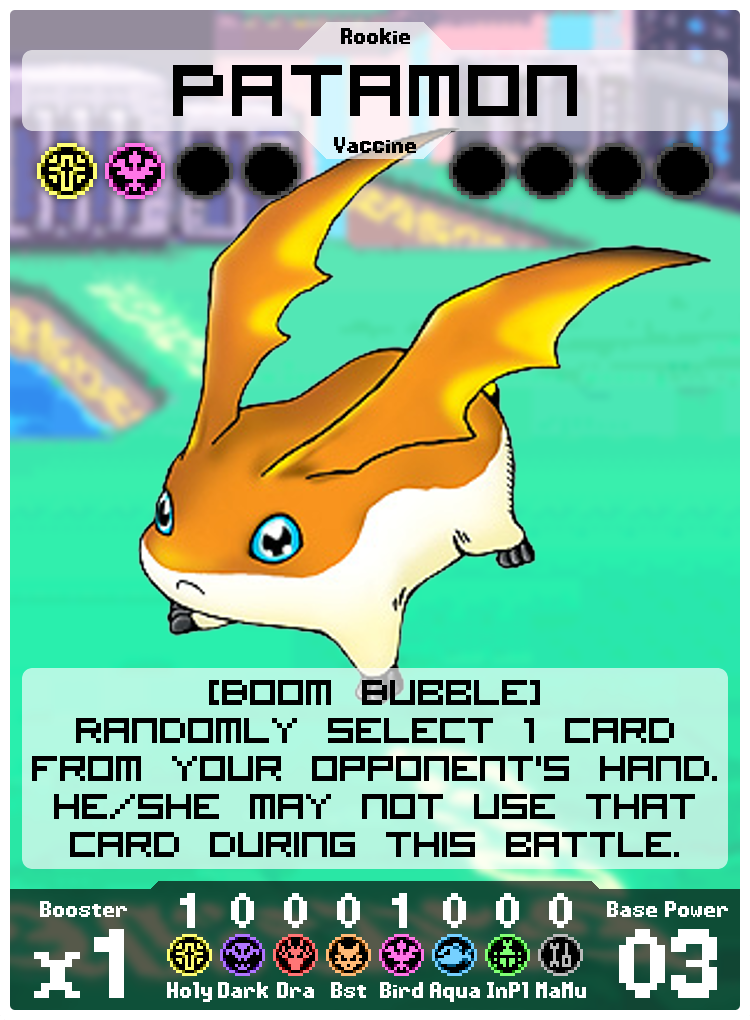 Rookie
PATAMON
Vaccine
[BOOM BUBBLE]
RANDOMLY SELECT 1 CARD
FROM YOUR OPPONENT'S HAND.
HE/SHE MAY NOT USE THAT
CARD DURING THIS BATTLE.
Booster 1 0 0 0 1 0 0 0 Base Power
x1 03
Holy Dark Dra Bst Bird Aqua InPl MaMu